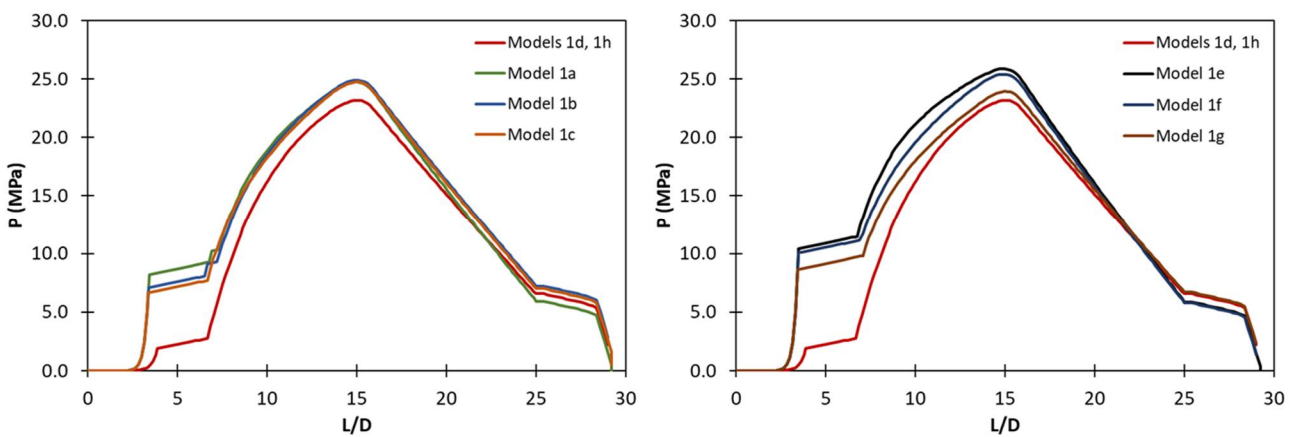 30.0
25.0
20.0
15.0
10.0
5.0
0.0
P (MPa)
0 5 10 15 20 25 30
L/D
Models 1d, 1h
Model 1a
Model 1b
Model 1c
30.0
25.0
20.0
15.0
10.0
5.0
0.0
P (MPa)
0 5 10 15 20 25 30
L/D
Models 1d, 1h
Model 1e
Model 1f
Model 1g